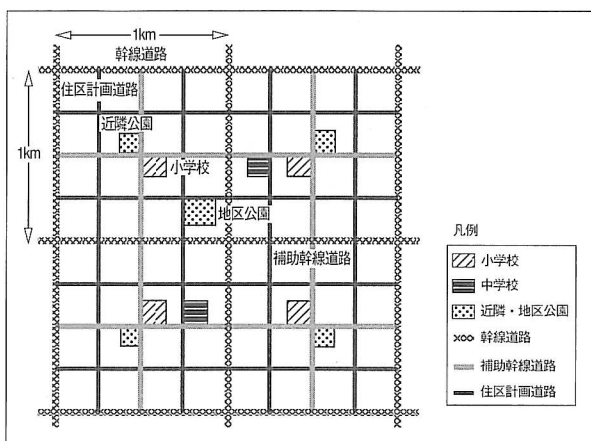 1km
幹線道路
住区計画道路
近隣公園
1km
小学校
地区公園
補助幹線道路
凡例
小学校
中学校
近隣・地区公園
幹線道路
補助幹線道路
住区計画道路